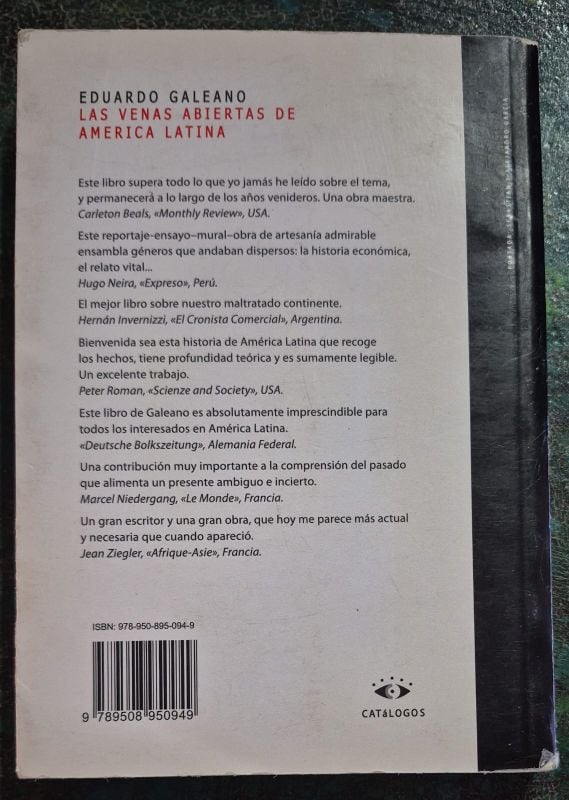 EDUARDO GALEANO
LAS VENAS ABIERTAS DE
AMERICA LATINA
Este libro supera todo lo que yo jamás he leído sobre el tema,
y permanecerá a lo largo de los años venideros. Una obra maestra.
Carleton Beals, «Monthly Review», USA.
Este reportaje-ensayo–mural–obra de artesanía admirable
ensambla géneros que andaban dispersos: la historia económica,
el relato vital...
Hugo Neira, «Expreso», Perú.
El mejor libro sobre nuestro maltratado continente.
Hernán Invernizzi, «El Cronista Comercial», Argentina.
Bienvenida sea esta historia de América Latina que recoge
los hechos, tiene profundidad teórica y es sumamente legible.
Un excelente trabajo.
Peter Roman, «Scienze and Society», USA.
Este libro de Galeano es absolutamente imprescindible para
todos los interesados en América Latina.
«Deutsche Bolkszeitung», Alemania Federal.
Una contribución muy importante a la comprensión del pasado
que alimenta un presente ambiguo e incierto.
Marcel Niedergang, «Le Monde», Francia.
Un gran escritor y una gran obra, que hoy me parece más actual
y necesaria que cuando apareció.
Jean Ziegler, «Afrique-Asie», Francia.
ISBN: 978-950-895-094-9
9 789508 950949
CATáLOGOS
PORTADA: SEBASTIAN Y ALEJANDRO GARCIA